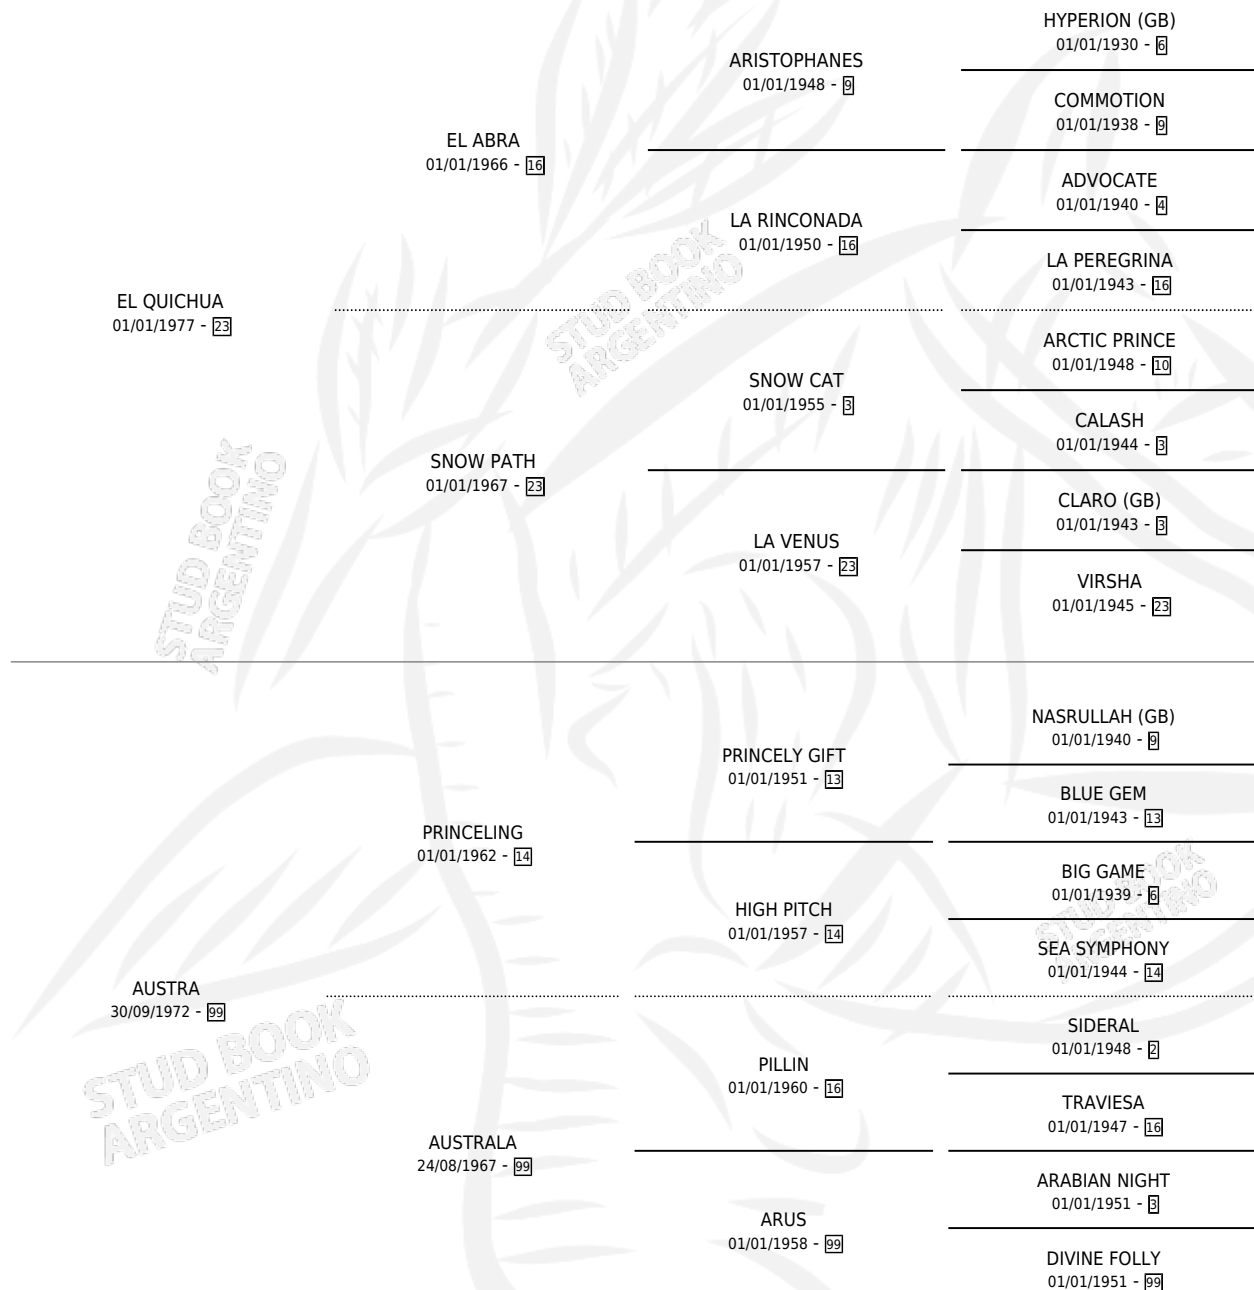 HYPERION (GB)
01/01/1930 - 6
ARISTOPHANES
01/01/1948 - 9
COMMOTION
01/01/1938 - 9
EL ABRA
01/01/1966 - 16
ADVOCATE
01/01/1940 - 4
LA RINCONADA
01/01/1950 - 16
LA PEREGRINA
01/01/1943 - 16
EL QUICHUA
01/01/1977 - 23
STUD BOOK
ARGENTINO
ARCTIC PRINCE
01/01/1948 - 10
SNOW CAT
01/01/1955 - 3
CALASH
01/01/1944 - 3
SNOW PATH
01/01/1967 - 23
CLARO (GB)
01/01/1943 - 3
LA VENUS
01/01/1957 - 23
VIRSHA
01/01/1945 - 23
STUD BOOK
ARGENTINO
NASRULLAH (GB)
01/01/1940 - 9
PRINCELY GIFT
01/01/1951 - 13
BLUE GEM
01/01/1943 - 13
PRINCELING
01/01/1962 - 14
BIG GAME
01/01/1939 - 6
HIGH PITCH
01/01/1957 - 14
SEA SYMPHONY
01/01/1944 - 14
STUD BOOK
ARGENTINO
AUSTRA
30/09/1972 - 99
SIDERAL
01/01/1948 - 2
PILLIN
01/01/1960 - 16
TRAVIESA
01/01/1947 - 16
STUD BOOK
ARGENTINO
AUSTRALA
24/08/1967 - 99
ARABIAN NIGHT
01/01/1951 - 3
ARUS
01/01/1958 - 99
DIVINE FOLLY
01/01/1951 - 99